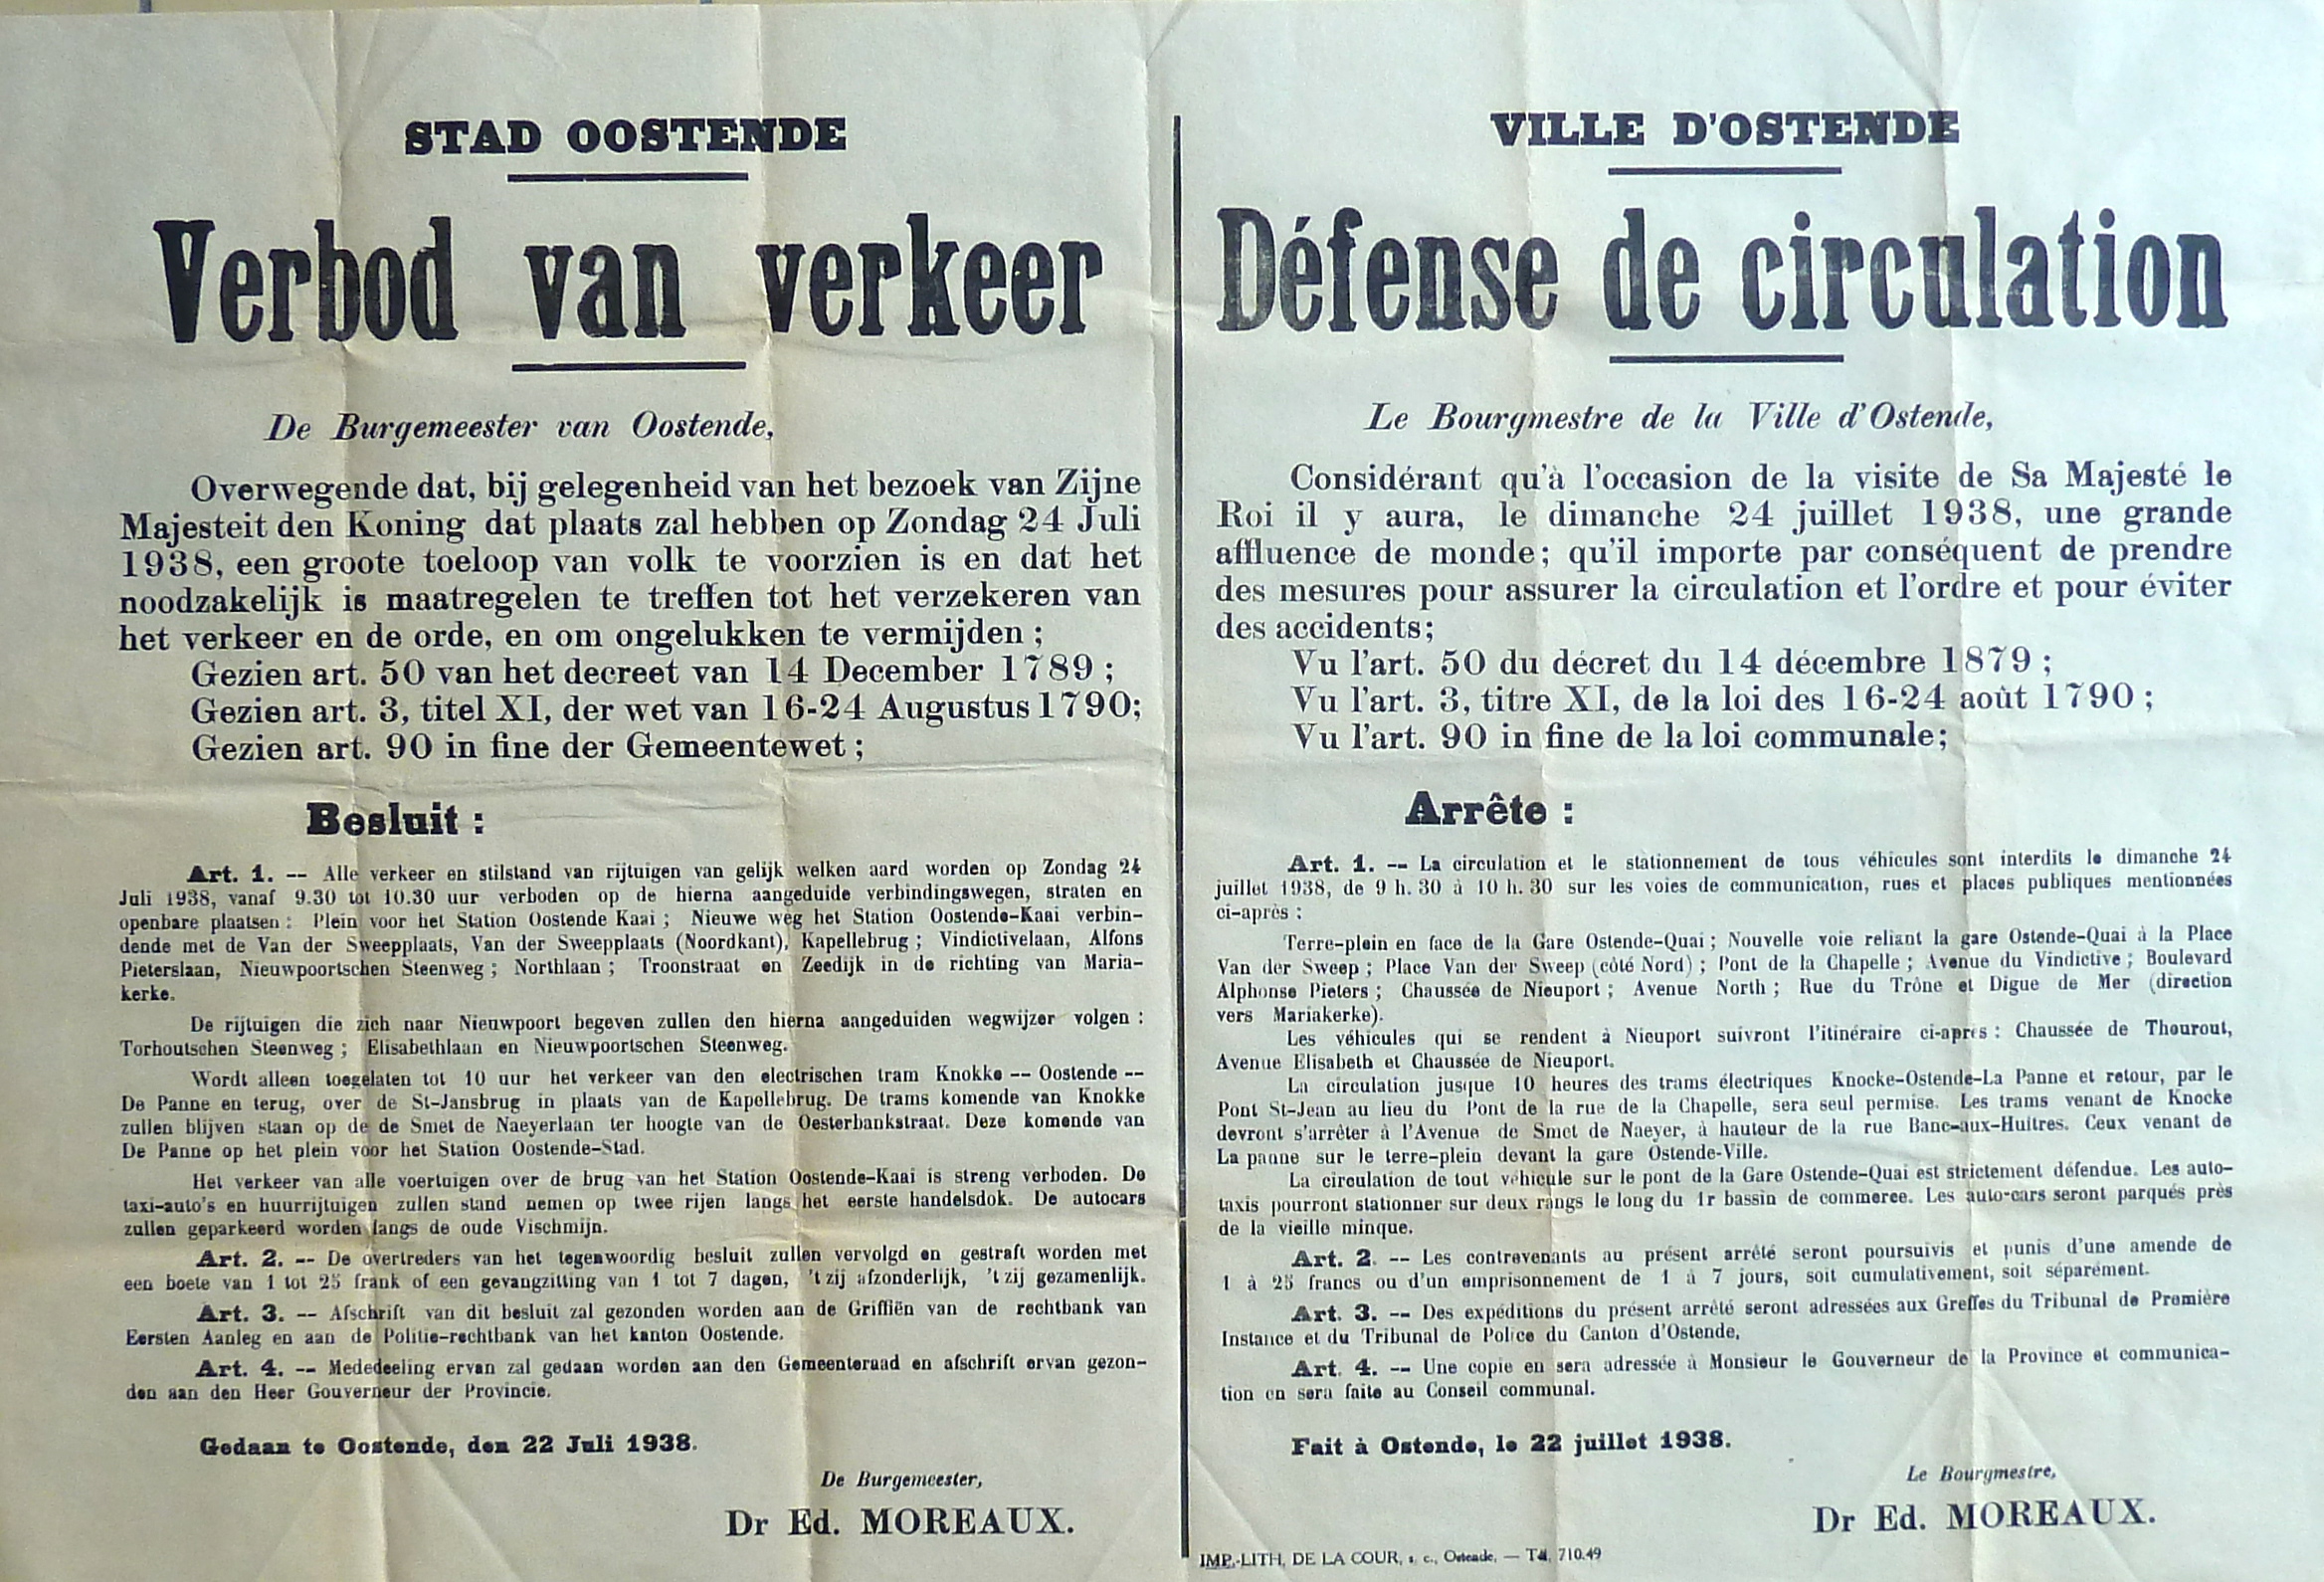 STAD OOSTENDE
Verbod van verkeer
De Burgemeester van Oostende,
Overwegende dat, bij gelegenheid van het bezoek van Zijne
Majesteit den Koning dat plaats zal hebben op Zondag 24 Juli
1938, een groote toeloop van volk te voorzien is en dat het
noodzakelijk is maatregelen te treffen tot het verzekeren van
het verkeer en de orde, en om ongelukken te vermijden ;
Gezien art. 50 van het decreet van 14 December 1789 ;
Gezien art. 3, titel XI, der wet van 16-24 Augustus 1790;
Gezien art. 90 in fine der Gemeentewet ;
Besluit :
Art. 1. -- Alle verkeer en stilstand van rijtuigen van gelijk welken aard worden op Zondag 24
Juli 1938, vanaf 9.30 tot 10.30 uur verboden op de hierna aangeduide verbindingswegen, straten en
openbare plaatsen : Plein voor het Station Oostende Kaai ; Nieuwe weg het Station Oostende-Kaai verbin-
dende met de Van der Sweepplaats, Van der Sweepplaats (Noordkant), Kapellebrug ; Vindictivelaan, Alfons
Pieterslaan, Nieuwpoortschen Steenweg ; Northlaan ; Troonstraat en Zeedijk in de richting van Maria-
kerke.
De rijtuigen die zich naar Nieuwpoort begeven zullen den hierna aangeduiden wegwijzer volgen :
Torhoutschen Steenweg ; Elisabethlaan en Nieuwpoortschen Steenweg.
Wordt alleen toegelaten tot 10 uur het verkeer van den electrischen tram Knokke -- Oostende --
De Panne en terug, over de St-Jansbrug in plaats van de Kapellebrug. De trams komende van Knokke
zullen blijven staan op de de Smet de Naeyerlaan ter hoogte van de Oesterbankstraat. Deze komende van
De Panne op het plein voor het Station Oostende-Stad.
Het verkeer van alle voertuigen over de brug van het Station Oostende-Kaai is streng verboden. De
taxi-auto's en huurrijtuigen zullen stand nemen op twee rijen langs het eerste handelsdok. De autocars
zullen geparkeerd worden langs de oude Vischmijn.
Art. 2. -- De overtreders van het tegenwoordig besluit zullen vervolgd en gestraft worden met
een boete van 1 tot 25 frank of een gevangzitting van 1 tot 7 dagen, 't zij afzonderlijk, 't zij gezamenlijk.
Art. 3. -- Afschrift van dit besluit zal gezonden worden aan de Griffiën van de rechtbank van
Eersten Aanleg en aan de Politie-rechtbank van het kanton Oostende.
Art. 4. -- Mededeeling ervan zal gedaan worden aan den Gemeenteraad en afschrift ervan gezon-
den aan den Heer Gouverneur der Provincie.
Gedaan te Oostende, den 22 Juli 1938.
De Burgemeester,
Dr Ed. MOREAUX.
VILLE D'OSTENDE
Défense de circulation
Le Bourgmestre de la Ville d'Ostende,
Considérant qu'à l'occasion de la visite de Sa Majesté le
Roi il y aura, le dimanche 24 juillet 1938, une grande
affluence de monde; qu'il importe par conséquent de prendre
des mesures pour assurer la circulation et l'ordre et pour éviter
des accidents;
Vu l'art. 50 du décret du 14 décembre 1879 ;
Vu l'art. 3, titre XI, de la loi des 16-24 août 1790 ;
Vu l'art. 90 in fine de la loi communale;
Arrête :
Art. 1. -- La circulation et le stationnement de tous véhicules sont interdits le dimanche 24
juillet 1938, de 9 h. 30 à 10 h. 30 sur les voies de communication, rues et places publiques mentionnées
ci-après :
Terre-plein en face de la Gare Ostende-Quai ; Nouvelle voie reliant la gare Ostende-Quai à la Place
Van der Sweep ; Place Van der Sweep (côté Nord) ; Pont de la Chapelle ; Avenue du Vindictive ; Boulevard
Alphonse Pieters ; Chaussée de Nieuport ; Avenue North ; Rue du Trône et Digue de Mer (direction
vers Mariakerke).
Les véhicules qui se rendent à Nieuport suivront l'itinéraire ci-après : Chaussée de Thourout,
Avenue Elisabeth et Chaussée de Nieuport.
La circulation jusque 10 heures des trams électriques Knocke-Ostende-La Panne et retour, par le
Pont St-Jean au lieu du Pont de la rue de la Chapelle, sera seul permise. Les trams venant de Knocke
devront s'arrêter à l'Avenue de Smet de Naeyer, à hauteur de la rue Banc-aux-Huîtres. Ceux venant de
La panne sur le terre-plein devant la gare Ostende-Ville.
La circulation de tout véhicule sur le pont de la Gare Ostende-Quai est strictement défendue. Les auto-
taxis pourront stationner sur deux rangs le long du 1r bassin de commerce. Les auto-cars seront parqués près
de la vieille minque.
Art. 2. -- Les contrevenants au présent arrêté seront poursuivis et punis d'une amende de
1 à 25 francs ou d'un emprisonnement de 1 à 7 jours, soit cumulativement, soit séparément.
Art. 3. -- Des expéditions du présent arrêté seront adressées aux Greffes du Tribunal de Première
Instance et du Tribunal de Police du Canton d'Ostende.
Art. 4. -- Une copie en sera adressée à Monsieur le Gouverneur de la Province et communica-
tion en sera faite au Conseil communal.
Fait à Ostende, le 22 juillet 1938.
Le Bourgmestre,
Dr Ed. MOREAUX.
IMP.-LITH. DE LA COUR, s. c., Ostende. — Tél. 710.49